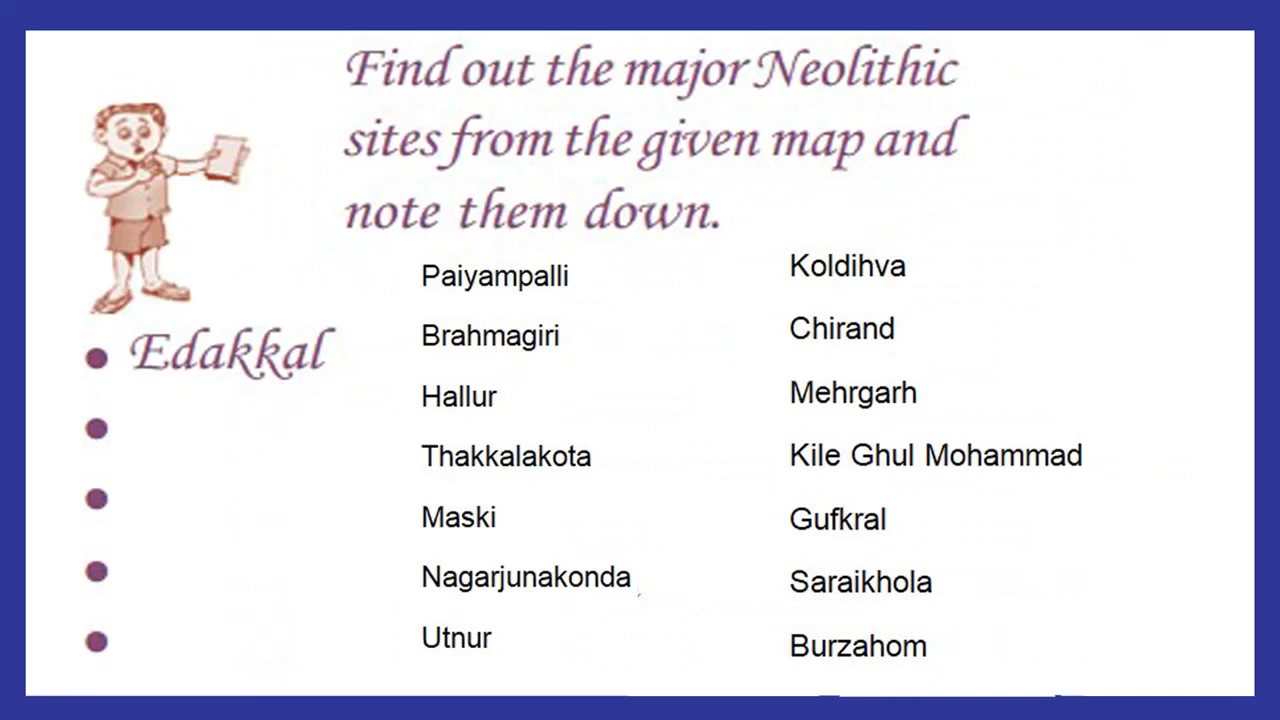 Find out the major Neolithic
sites from the given map and
note them down.
Edakkal
Paiyampalli
Brahmagiri
Hallur
Thakkalakota
Maski
Nagarjunakonda
Utnur
Koldihva
Chirand
Mehrgarh
Kile Ghul Mohammad
Gufkral
Saraikhola
Burzahom